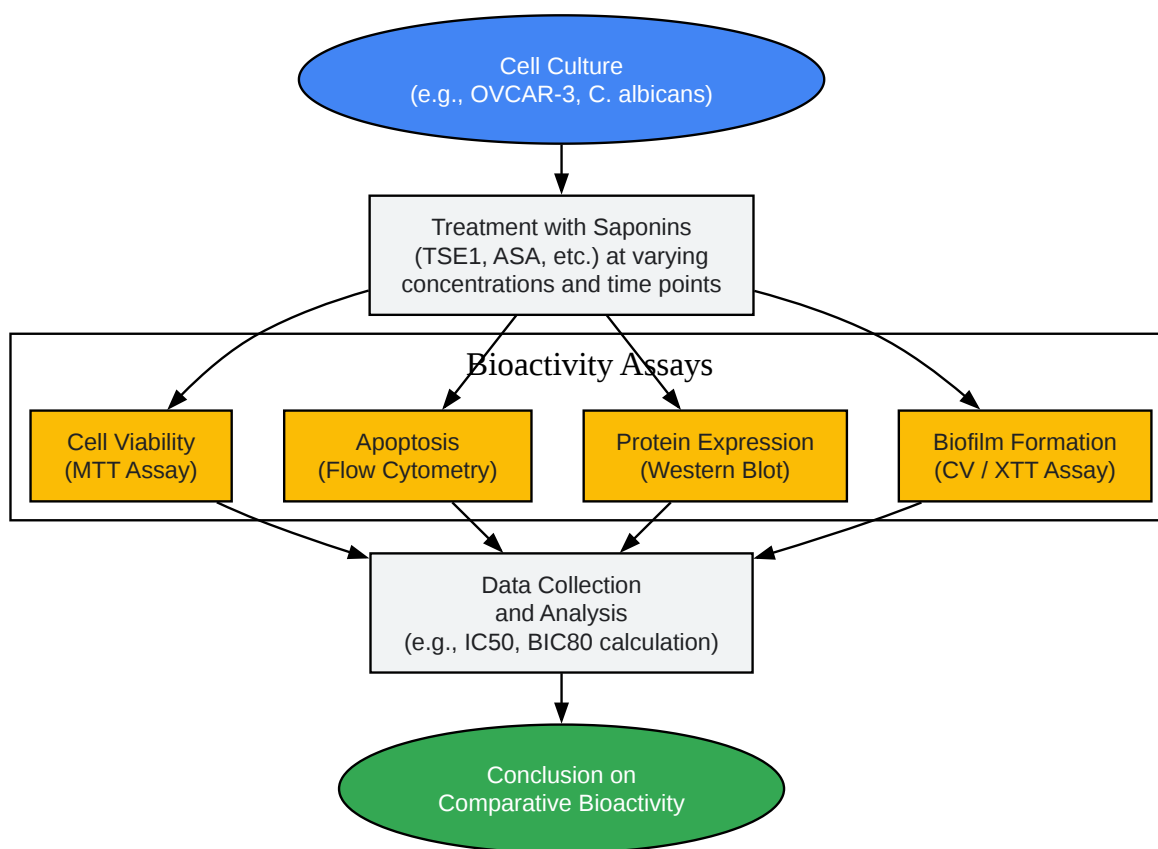 Cell Culture
(e.g., OVCAR-3, C. albicans)
Treatment with Saponins
(TSE1, ASA, etc.) at varying
concentrations and time points
Bioactivity Assays
Cell Viability
(MTT Assay)
Apoptosis
(Flow Cytometry)
Protein Expression
(Western Blot)
Biofilm Formation
(CV / XTT Assay)
Data Collection
and Analysis
(e.g., IC50, BIC80 calculation)
Conclusion on
Comparative Bioactivity